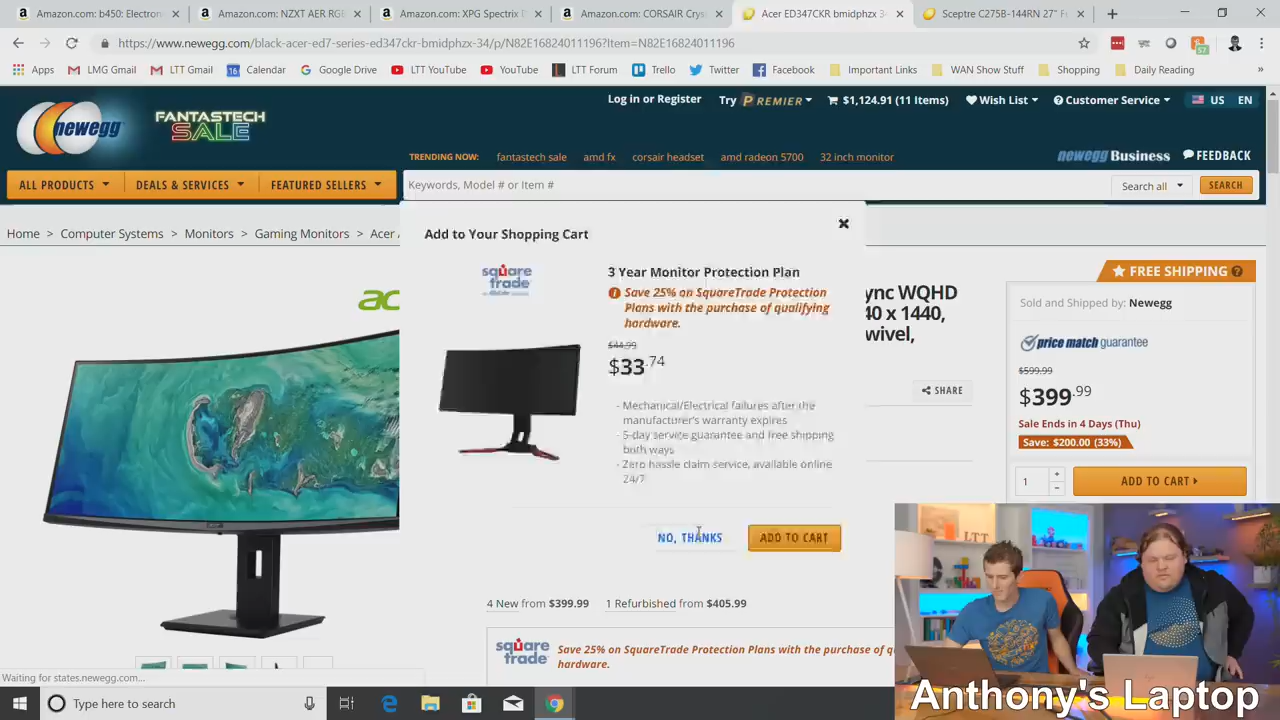 Amazon.com: b450: Electron
Amazon.com: NZXT AER RGB
Amazon.com: XPG Spectrix D
Amazon.com: CORSAIR Crys
Acer ED347CKR bmidphzx 34
Sceptre C275B-144RN 27" Fu
https://www.newegg.com/black-acer-ed7-series-ed347ckr-bmidphzx-34/p/N82E16824011196?Item=N82E16824011196
Apps
LMG Gmail
LTT Gmail
16 Calendar
Google Drive
LTT YouTube
YouTube
LTT Forum
Trello
Twitter
Facebook
Important Links
WAN Show Stuff
Shopping
Daily Reading
newegg
FANTASTECH
SALE
Log in or Register
Try PREMIER
$1,124.91 (11 Items)
Wish List
Customer Service
US
EN
TRENDING NOW:
fantastech sale
amd fx
corsair headset
amd radeon 5700
32 inch monitor
newegg Business
FEEDBACK
ALL PRODUCTS
DEALS & SERVICES
FEATURED SELLERS
Keywords, Model # or Item #
Search all
SEARCH
Home > Computer Systems > Monitors > Gaming Monitors > Acer
Add to Your Shopping Cart
square
trade
3 Year Monitor Protection Plan
Save 25% on SquareTrade Protection
Plans with the purchase of qualifying
hardware.
$44.99
$33.74
- Mechanical/Electrical failures after the
manufacturer's warranty expires
- 5-day service guarantee and free shipping
both ways
- Zero hassle claim service, available online
24/7
NO, THANKS
ADD TO CART
ac
ync WQHD
40 x 1440,
wivel,
SHARE
FREE SHIPPING
Sold and Shipped by: Newegg
price match guarantee
$599.99
$399.99
Sale Ends in 4 Days (Thu)
Save: $200.00 (33%)
1
ADD TO CART
4 New from $399.99
1 Refurbished from $405.99
square
trade
Save 25% on SquareTrade Protection Plans with the purchase of q
hardware.
Waiting for states.newegg.com...
LTT
Anthony's Laptop
Type here to search